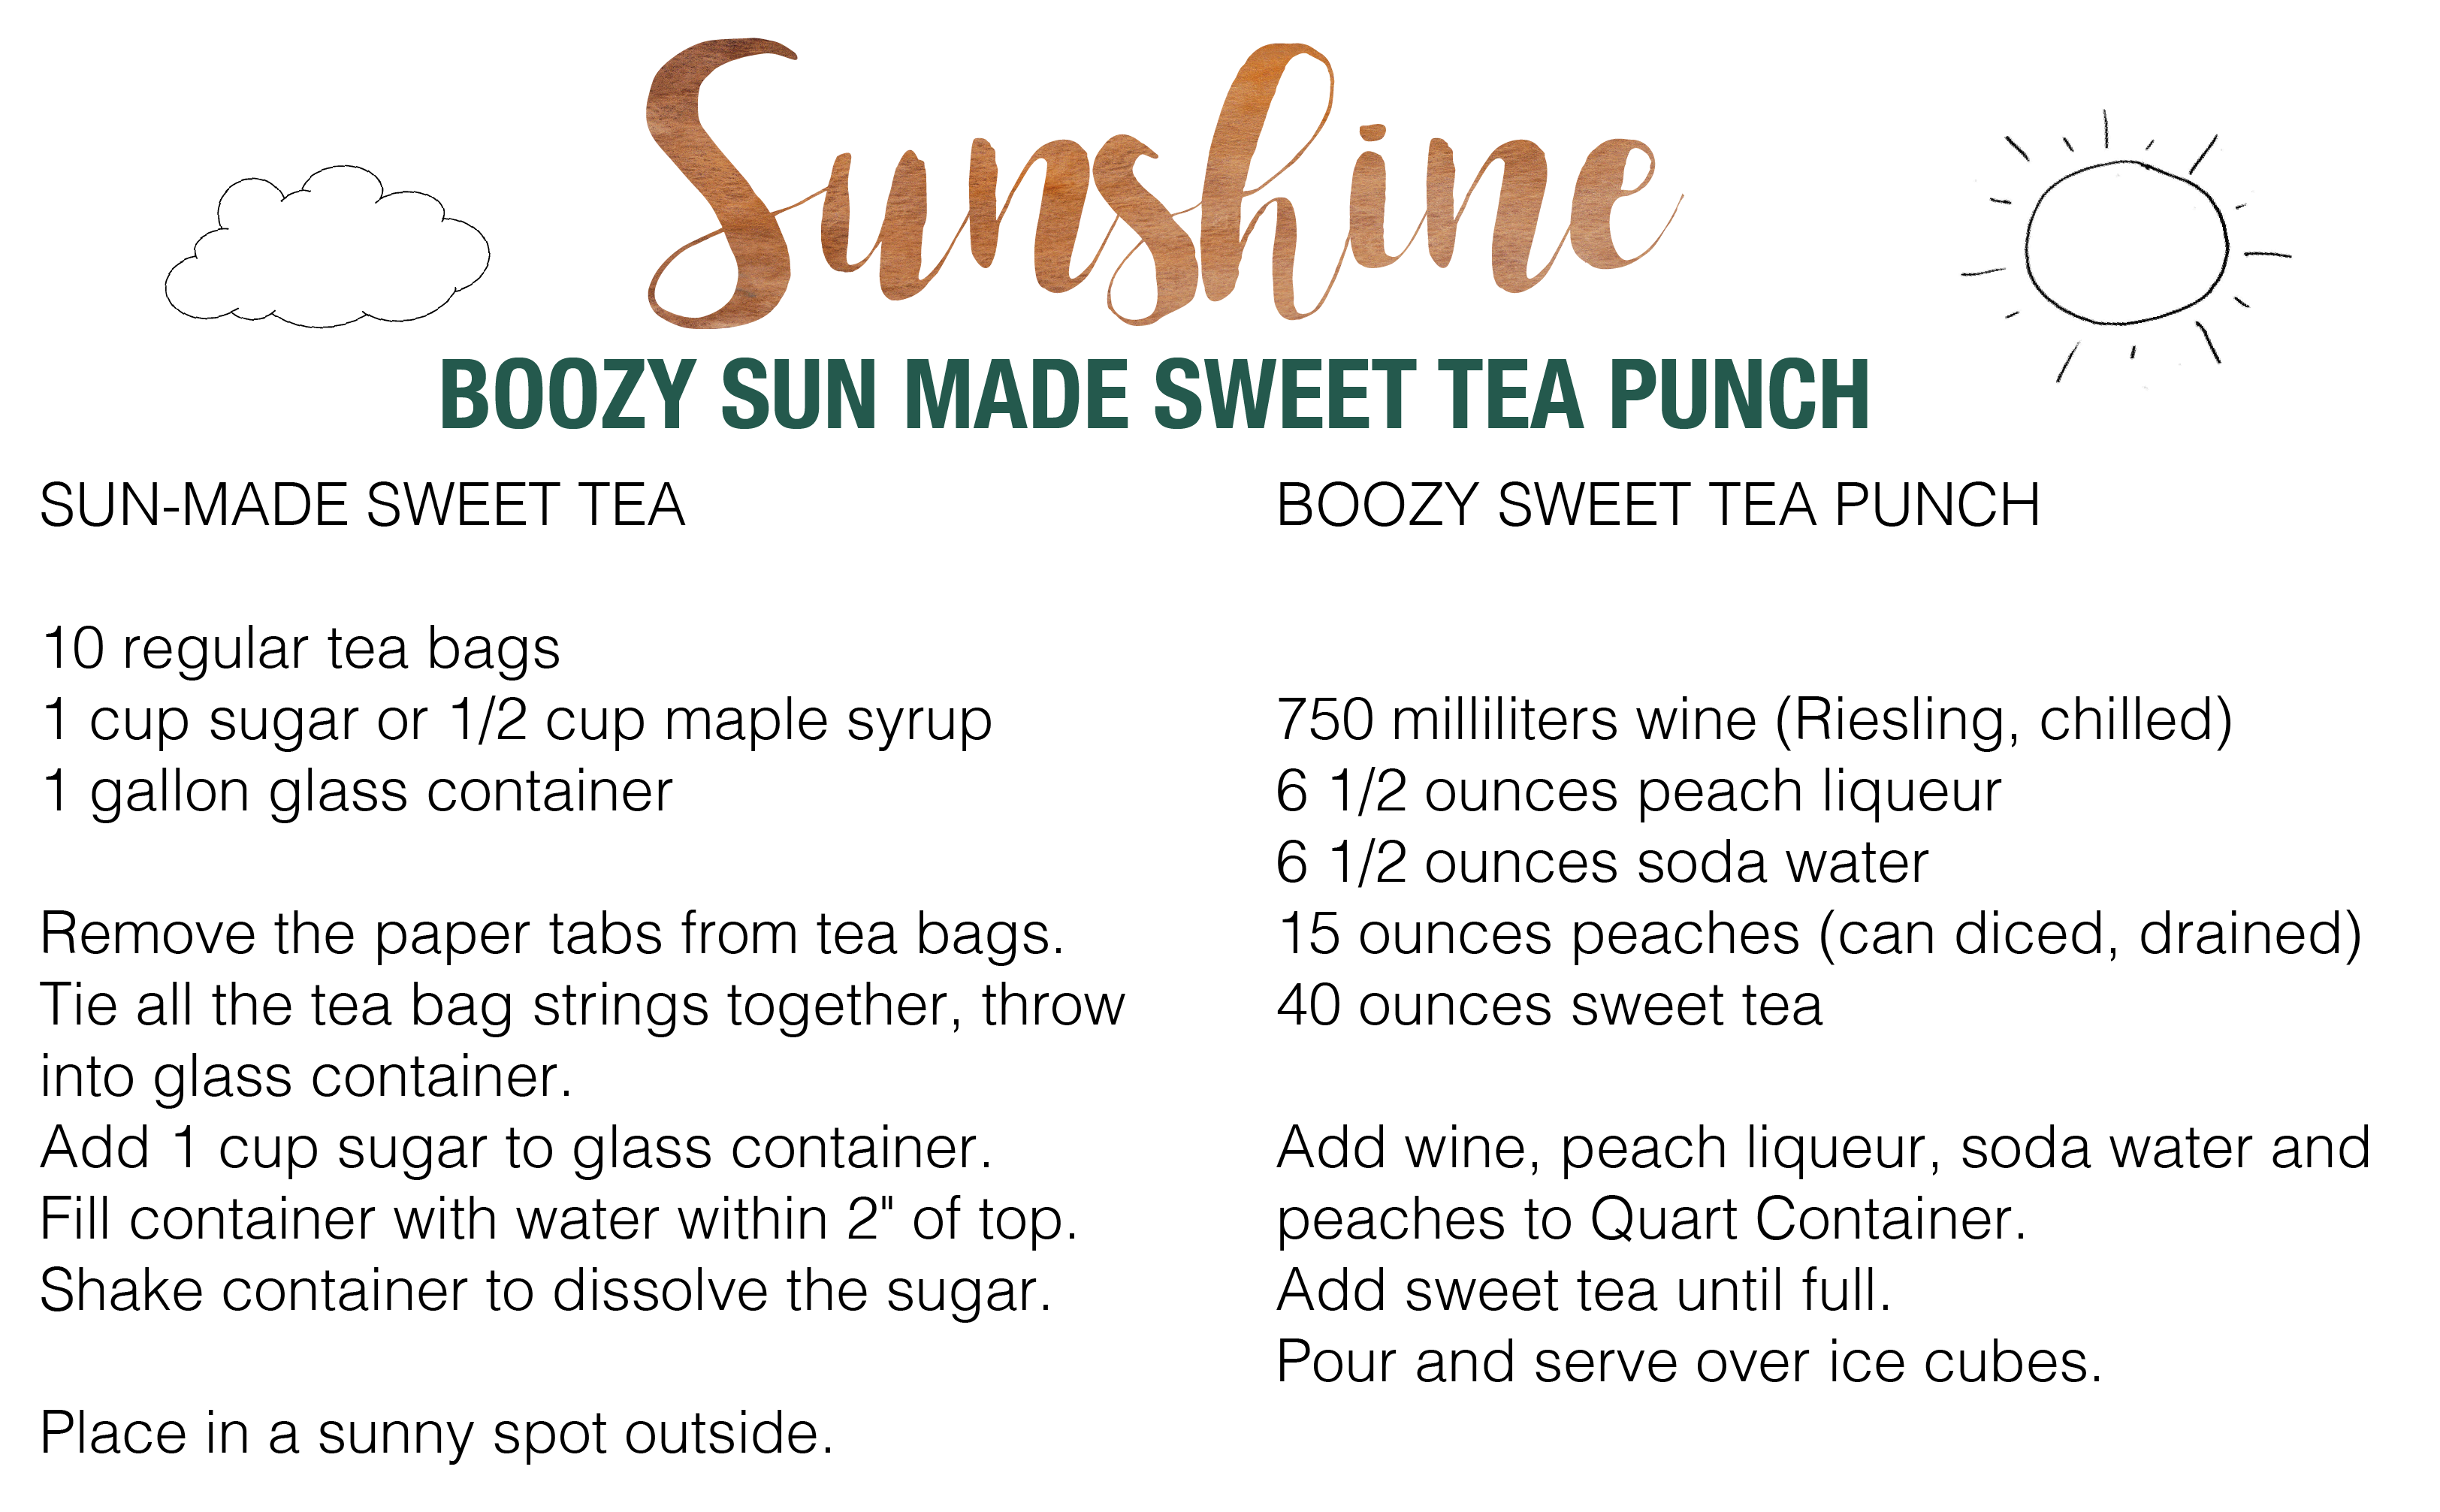 Sunshine
BOOZY SUN MADE SWEET TEA PUNCH
SUN-MADE SWEET TEA
10 regular tea bags
1 cup sugar or 1/2 cup maple syrup
1 gallon glass container
Remove the paper tabs from tea bags.
Tie all the tea bag strings together, throw
into glass container.
Add 1 cup sugar to glass container.
Fill container with water within 2" of top.
Shake container to dissolve the sugar.
Place in a sunny spot outside.
BOOZY SWEET TEA PUNCH
750 milliliters wine (Riesling, chilled)
6 1/2 ounces peach liqueur
6 1/2 ounces soda water
15 ounces peaches (can diced, drained)
40 ounces sweet tea
Add wine, peach liqueur, soda water and
peaches to Quart Container.
Add sweet tea until full.
Pour and serve over ice cubes.